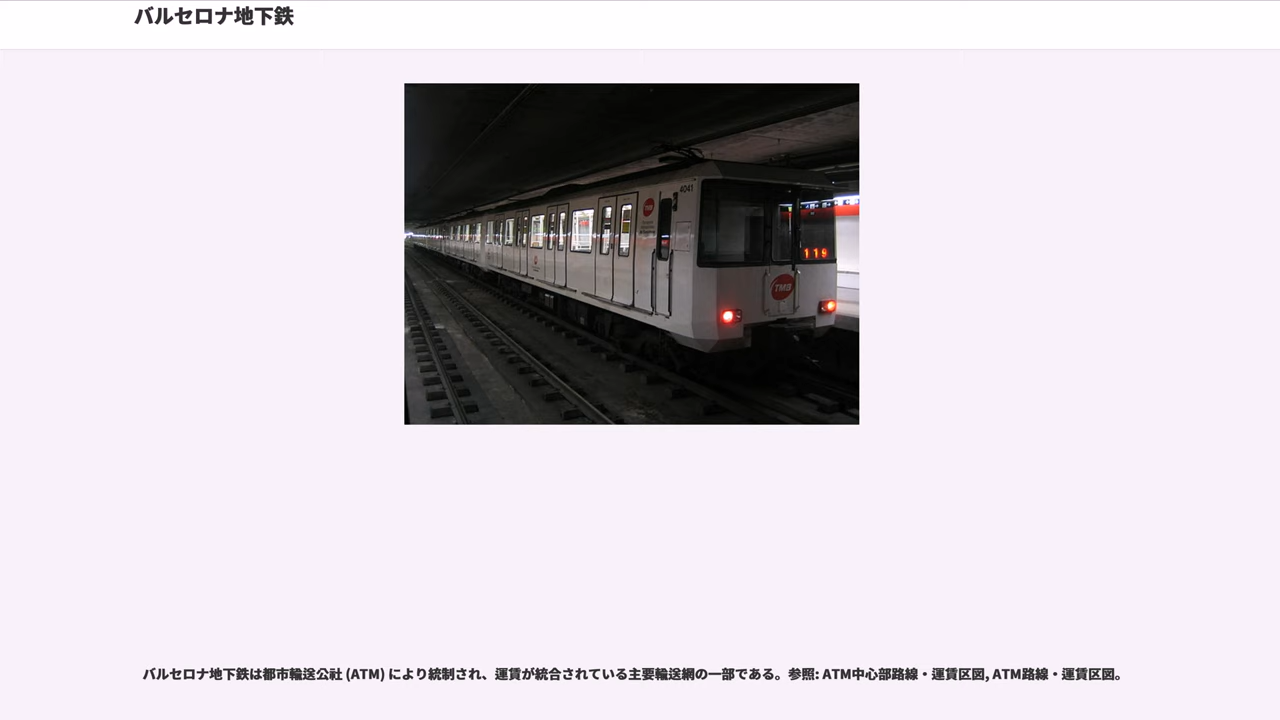 バルセロナ地下鉄
4041
TMB
119
TMB
バルセロナ地下鉄は都市輸送公社 (ATM) により統制され、運賃が統合されている主要輸送網の一部である。参照: ATM中心部路線・運賃区図, ATM路線・運賃区図。